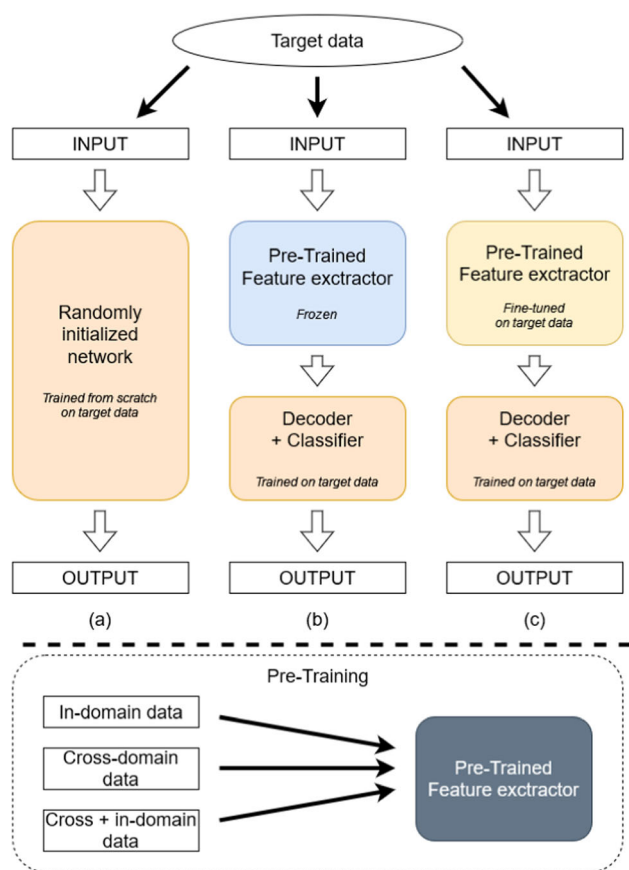 Target data
INPUT
INPUT
INPUT
Randomly
initialized
network
Trained from scratch
on target data
Pre-Trained
Feature exctractor
Frozen
Pre-Trained
Feature exctractor
Fine-tuned
on target data
Decoder
+ Classifier
Trained on target data
Decoder
+ Classifier
Trained on target data
OUTPUT
OUTPUT
OUTPUT
(a)
(b)
(c)
Pre-Training
In-domain data
Cross-domain
data
Cross + in-domain
data
Pre-Trained
Feature exctractor